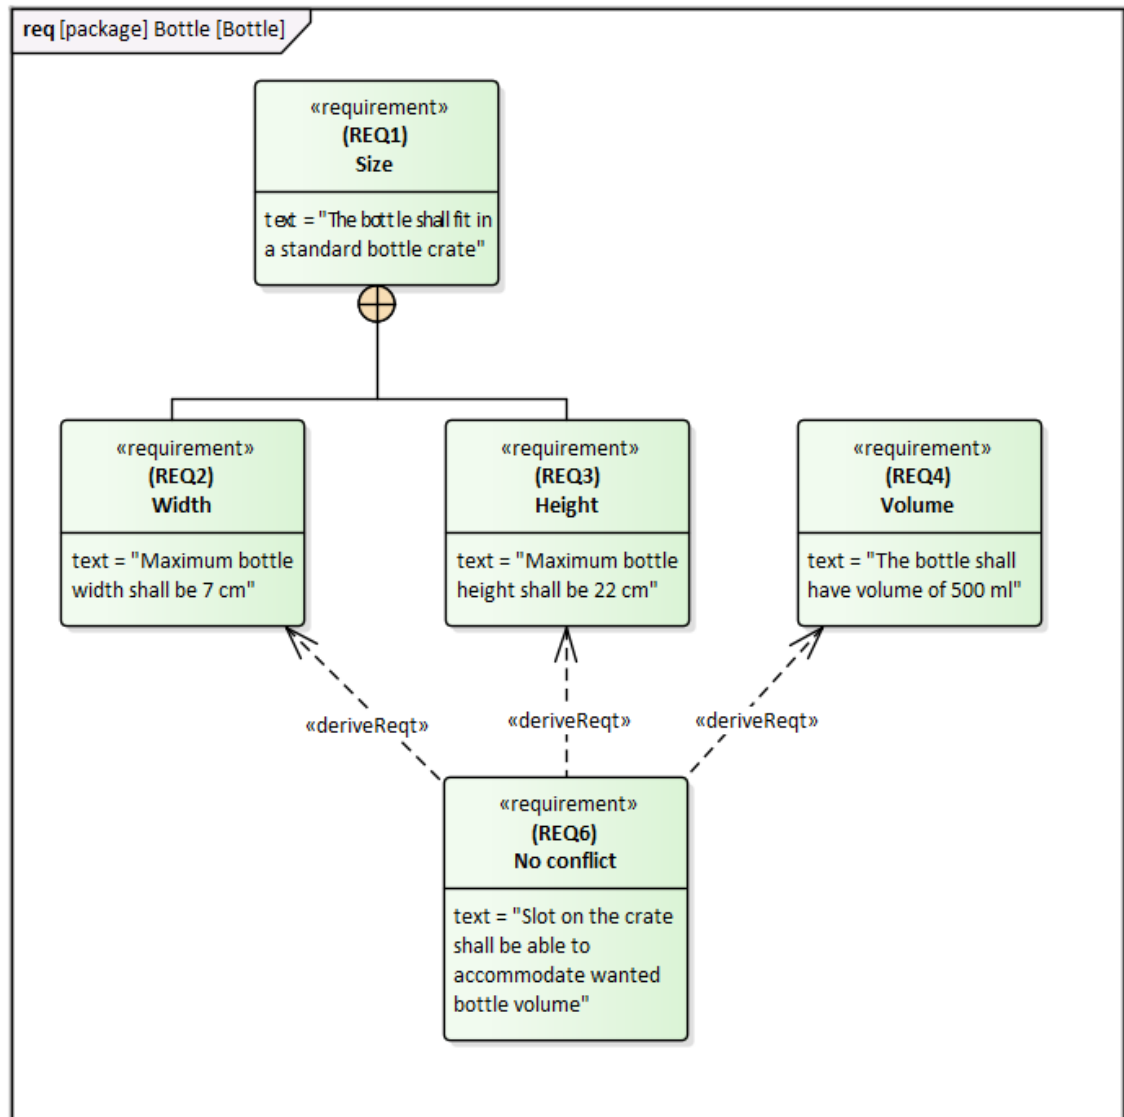 req [package] Bottle [Bottle]
«requirement»
(REQ1)
Size
text = "The bottle shall fit in
a standard bottle crate"
«requirement»
(REQ2)
Width
text = "Maximum bottle
width shall be 7 cm"
«requirement»
(REQ3)
Height
text = "Maximum bottle
height shall be 22 cm"
«requirement»
(REQ4)
Volume
text = "The bottle shall
have volume of 500 ml"
«deriveReqt»
«deriveReqt»
«deriveReqt»
«requirement»
(REQ6)
No conflict
text = "Slot on the crate
shall be able to
accommodate wanted
bottle volume"